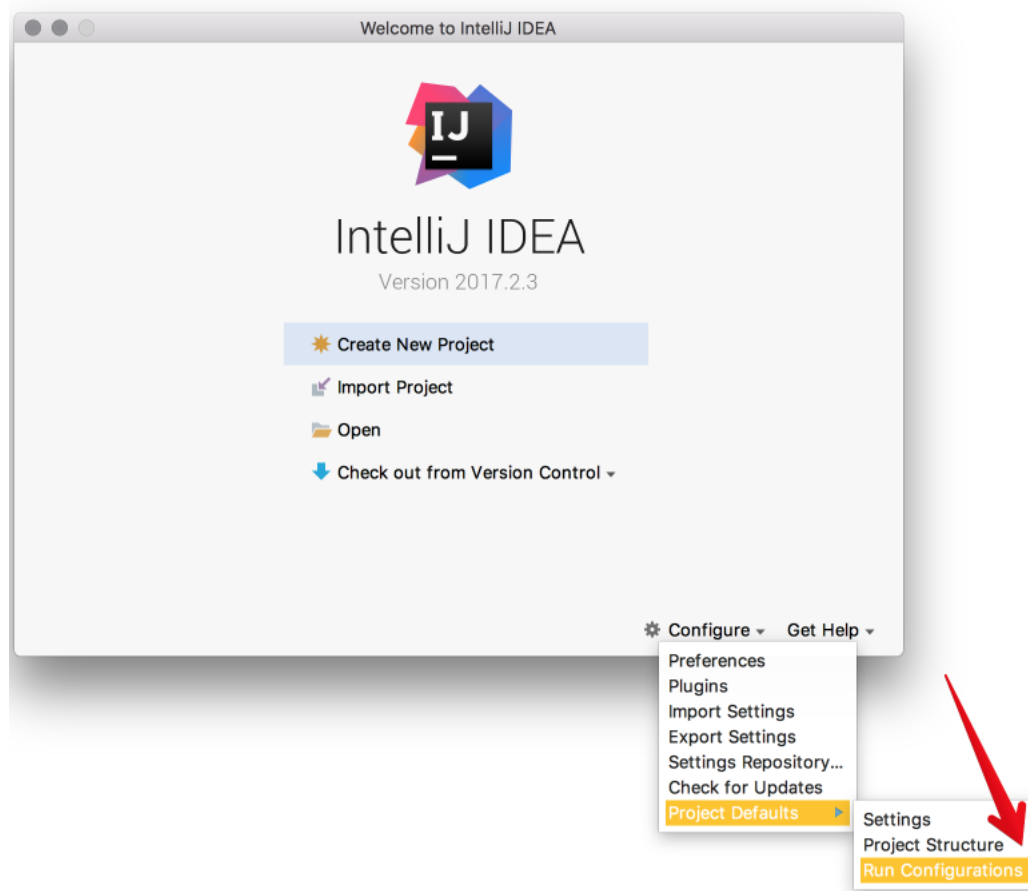 Welcome to IntelliJ IDEA
IJ
IntelliJ IDEA
Version 2017.2.3
Create New Project
Import Project
Open
Check out from Version Control
Configure Get Help
Preferences
Plugins
Import Settings
Export Settings
Settings Repository...
Check for Updates
Project Defaults
Settings
Project Structure
Run Configurations